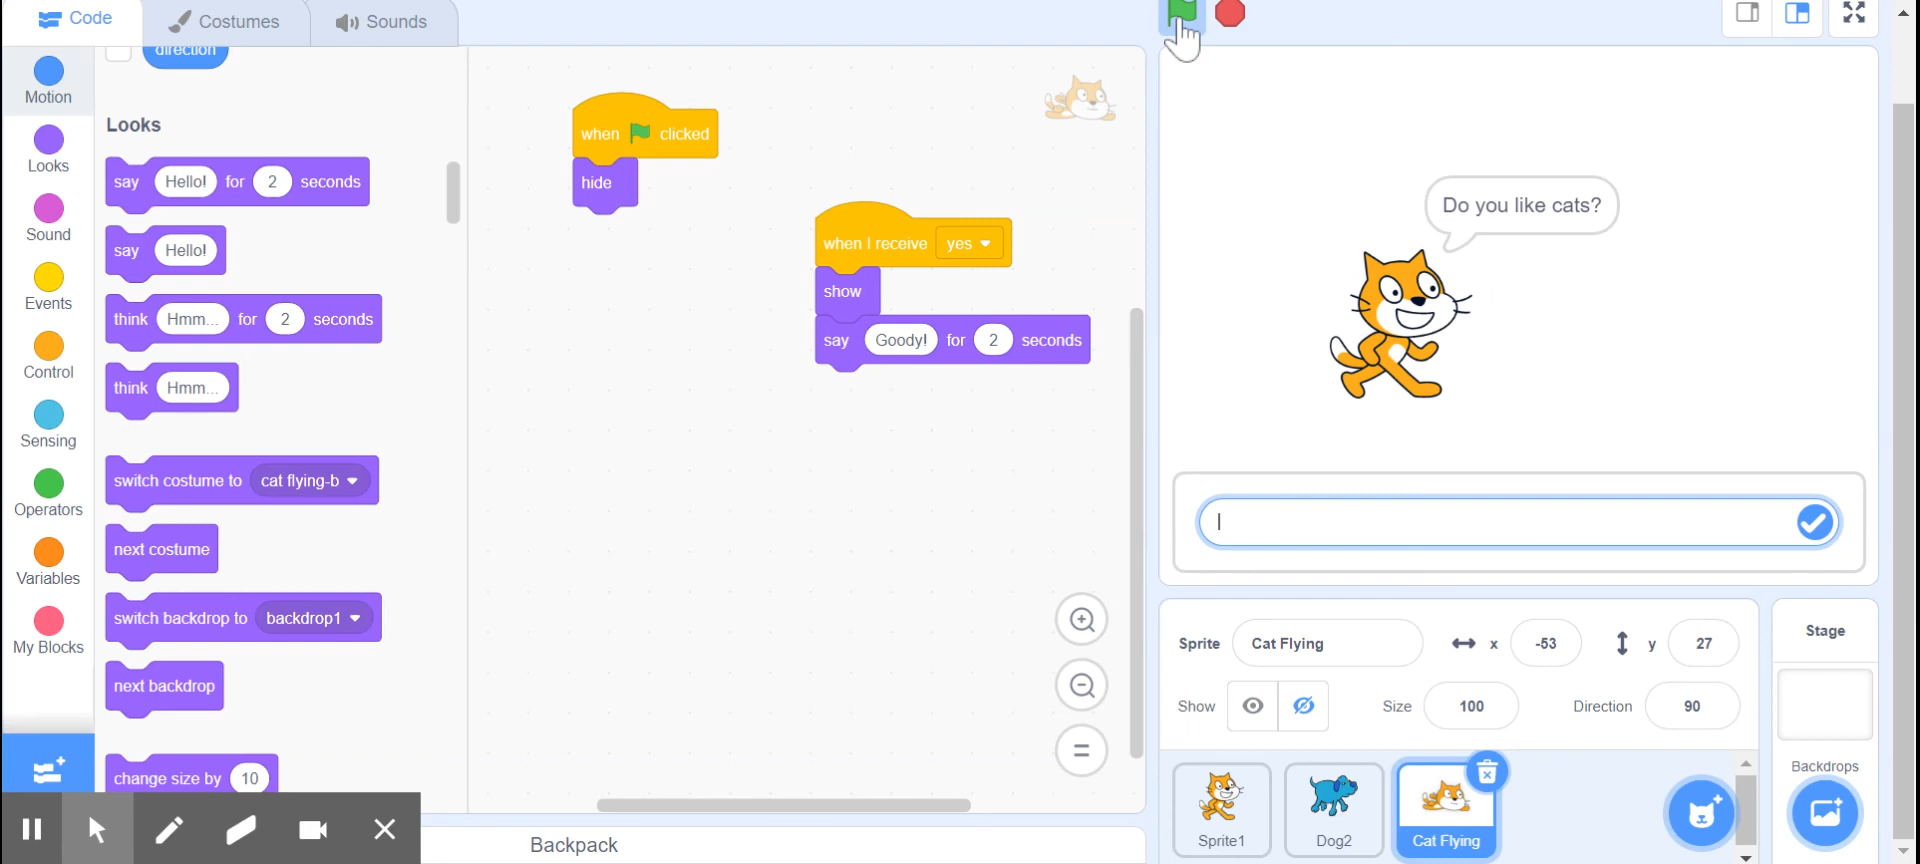 Code
Costumes
Sounds
Motion
Looks
Sound
Events
Control
Sensing
Operators
Variables
My Blocks
direction
Looks
say Hello! for 2 seconds
say Hello!
think Hmm... for 2 seconds
think Hmm...
switch costume to cat flying-b
next costume
switch backdrop to backdrop1
next backdrop
change size by 10
when clicked
hide
when I receive yes
show
say Goody! for 2 seconds
Backpack
Do you like cats?
Sprite Cat Flying x -53 y 27
Show Size 100 Direction 90
Sprite1
Dog2
Cat Flying
Stage
Backdrops